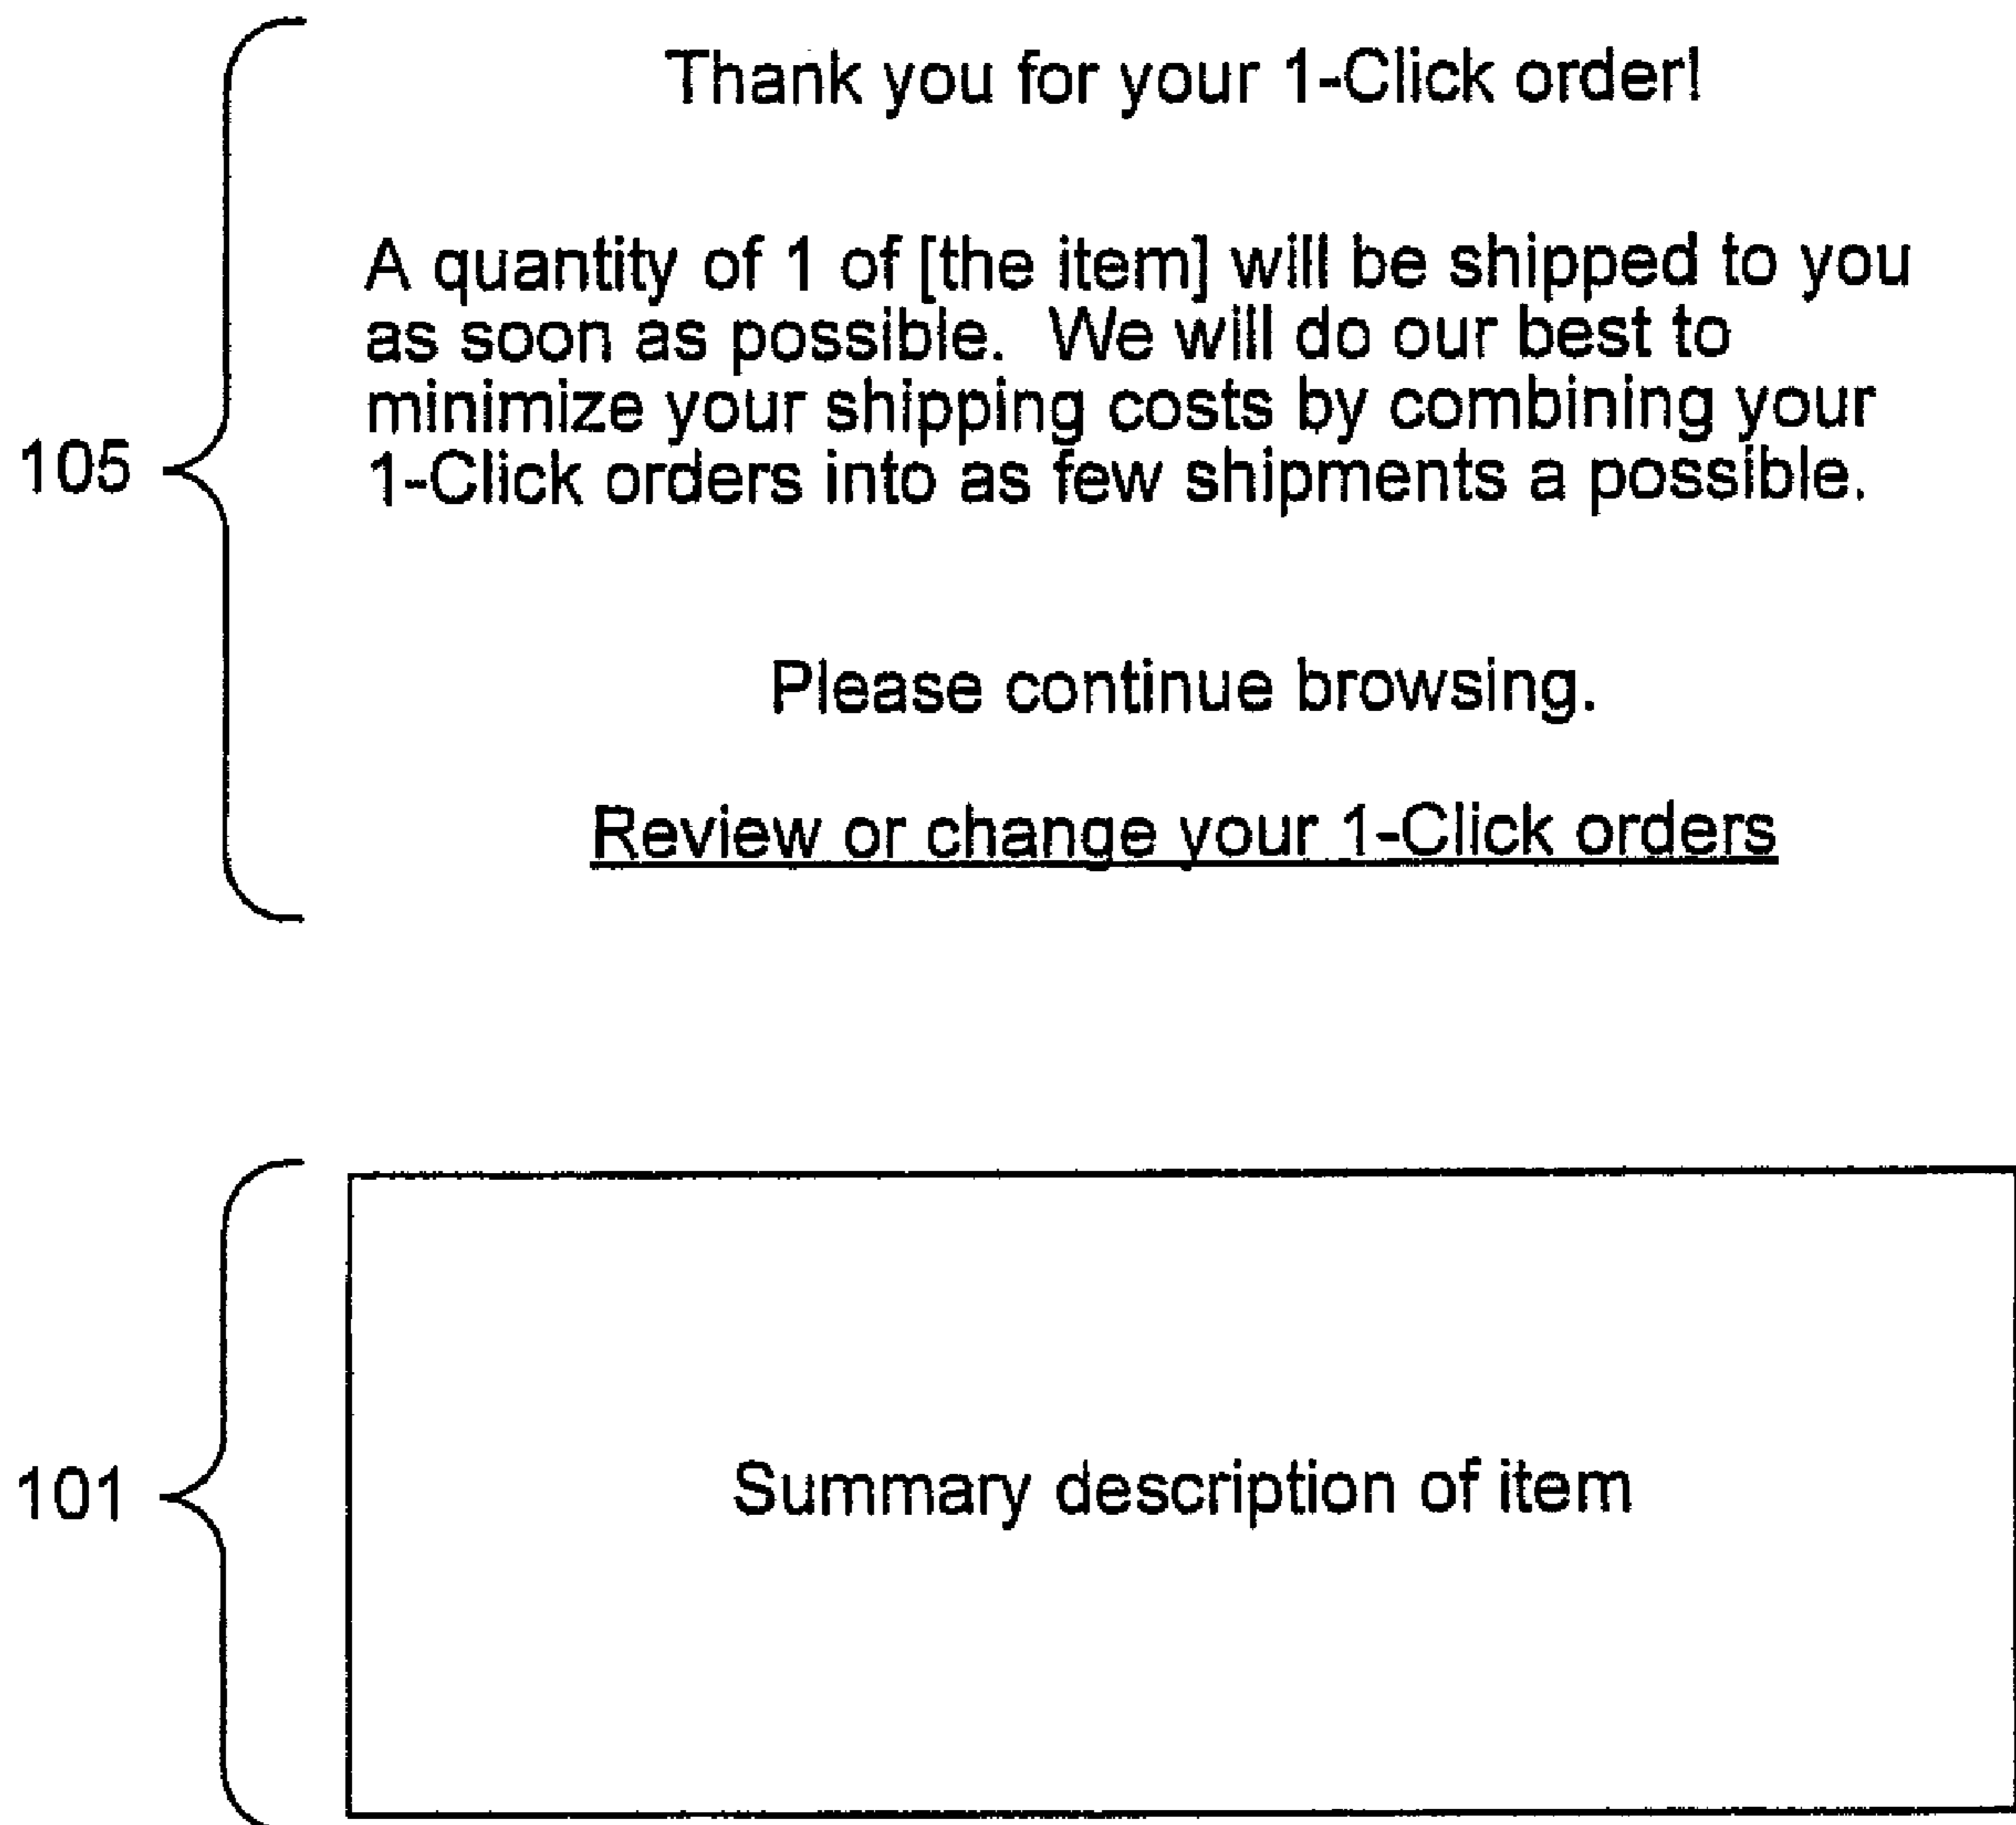 Thank you for your 1-Click order!
A quantity of 1 of [the item] will be shipped to you
as soon as possible. We will do our best to
minimize your shipping costs by combining your
1-Click orders into as few shipments a possible.
105
Please continue browsing.
Review or change your 1-Click orders
101
Summary description of item